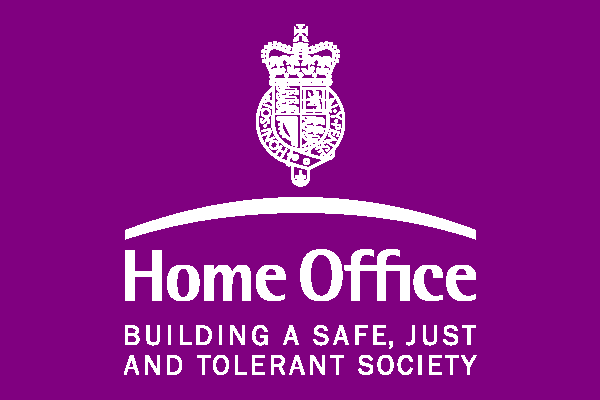 Home Office
BUILDING A SAFE, JUST
AND TOLERANT SOCIETY